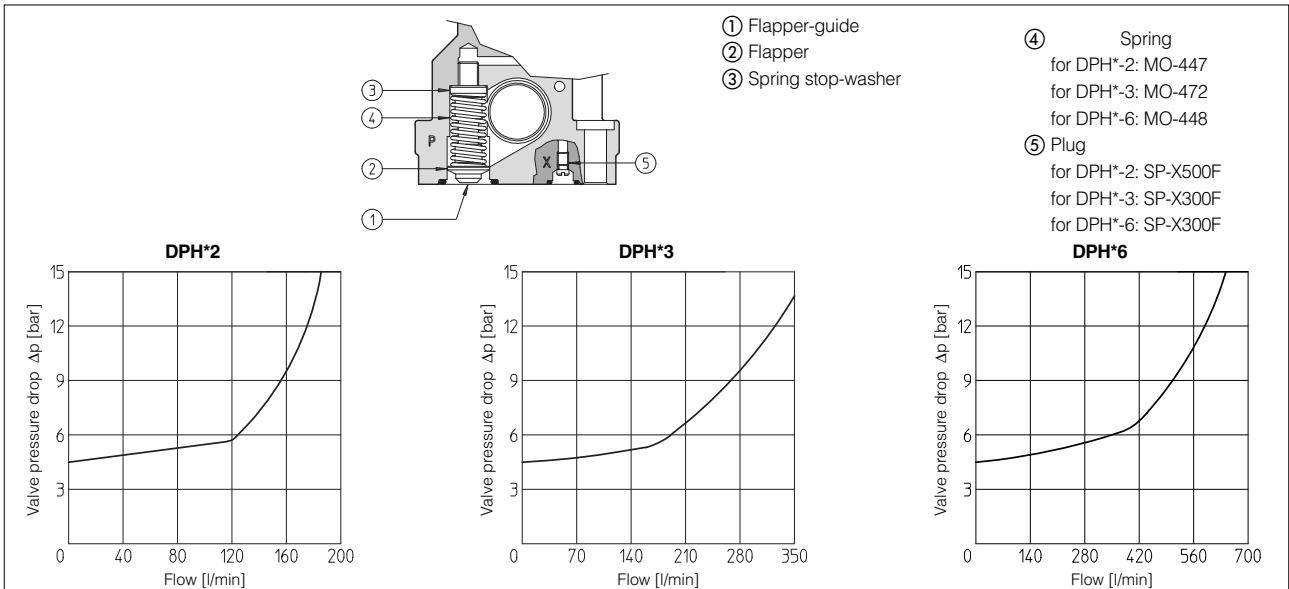 ① Flapper-guide
② Flapper
③ Spring stop-washer
④ Spring
for DPH*-2: MO-447
for DPH*-3: MO-472
for DPH*-6: MO-448
⑤ Plug
for DPH*-2: SP-X500F
for DPH*-3: SP-X300F
for DPH*-6: SP-X300F
③
④
P
②
X
⑤
①
DPH*2
Valve pressure drop Δp [bar]
15
12
9
6
3
0 40 80 120 160 200
Flow [l/min]
DPH*3
Valve pressure drop Δp [bar]
15
12
9
6
3
0 70 140 210 280 350
Flow [l/min]
DPH*6
Valve pressure drop Δp [bar]
15
12
9
6
3
0 140 280 420 560 700
Flow [l/min]